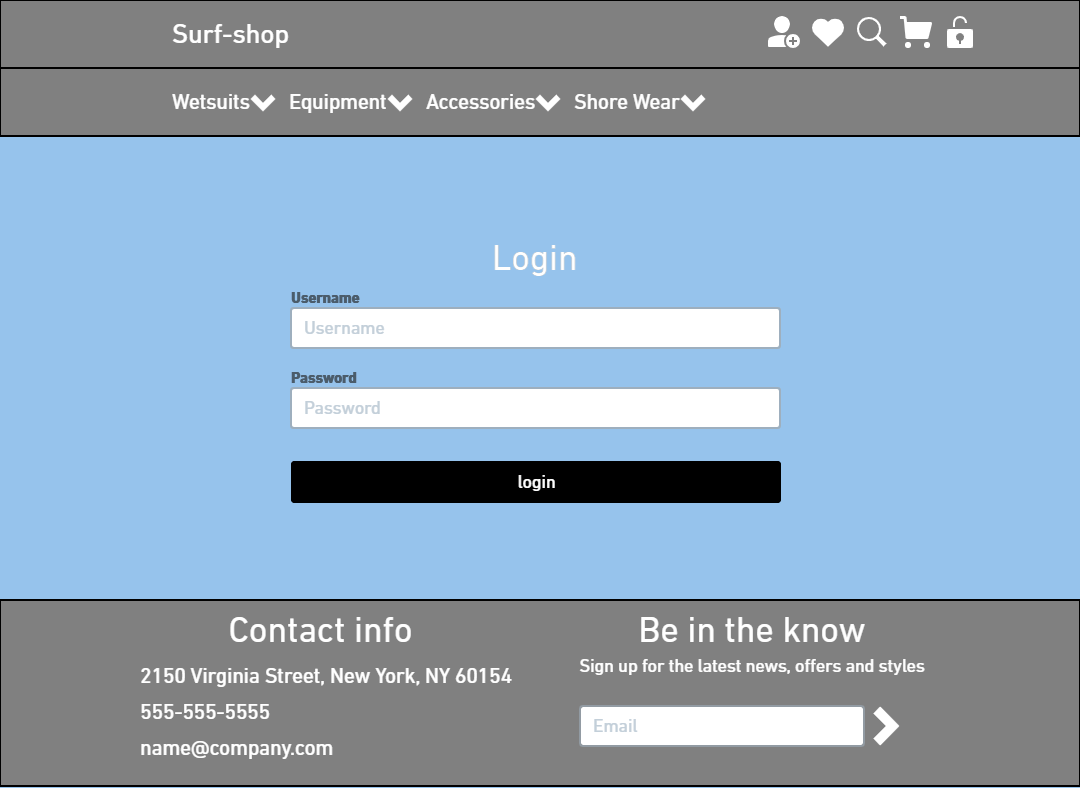 Surf-shop
Wetsuits Equipment Accessories Shore Wear
Login
Username
Username
Password
Password
login
Contact info
2150 Virginia Street, New York, NY 60154
555-555-5555
name@company.com
Be in the know
Sign up for the latest news, offers and styles
Email